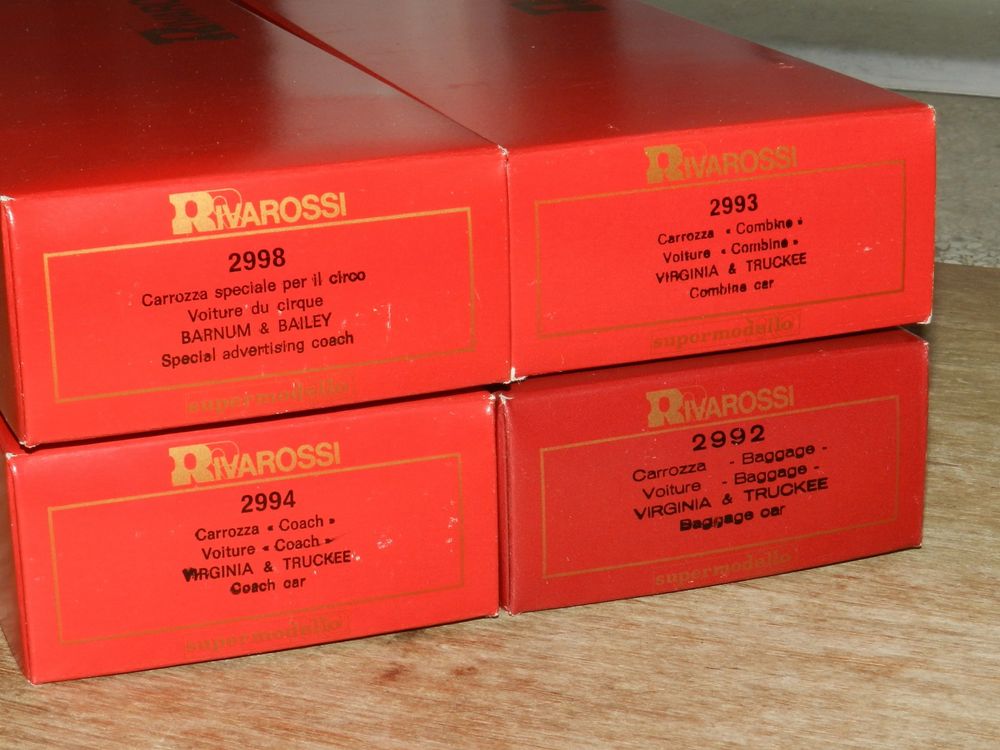 RIVAROSSI
2998
Carrozza speciale per il circo
Voiture du cirque
BARNUM & BAILEY
Special advertising coach
supermodello
RIVAROSSI
2993
Carrozza « Combine »
Voiture « Combine »
VIRGINIA & TRUCKEE
Combine car
supermodello
RIVAROSSI
2994
Carrozza « Coach »
Voiture « Coach »
VIRGINIA & TRUCKEE
Coach car
supermodello
RIVAROSSI
2992
Carrozza - Baggage -
Voiture - Baggage -
VIRGINIA & TRUCKEE
Baggage car
supermodello